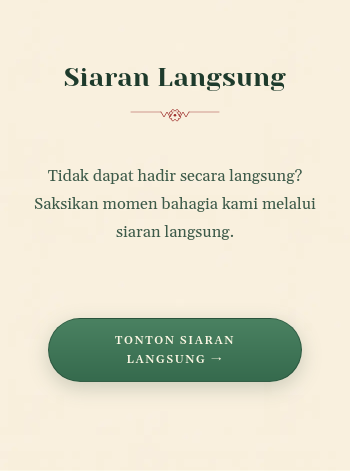 Siaran Langsung
Tidak dapat hadir secara langsung?
Saksikan momen bahagia kami melalui
siaran langsung.
TONTON SIARAN
LANGSUNG →